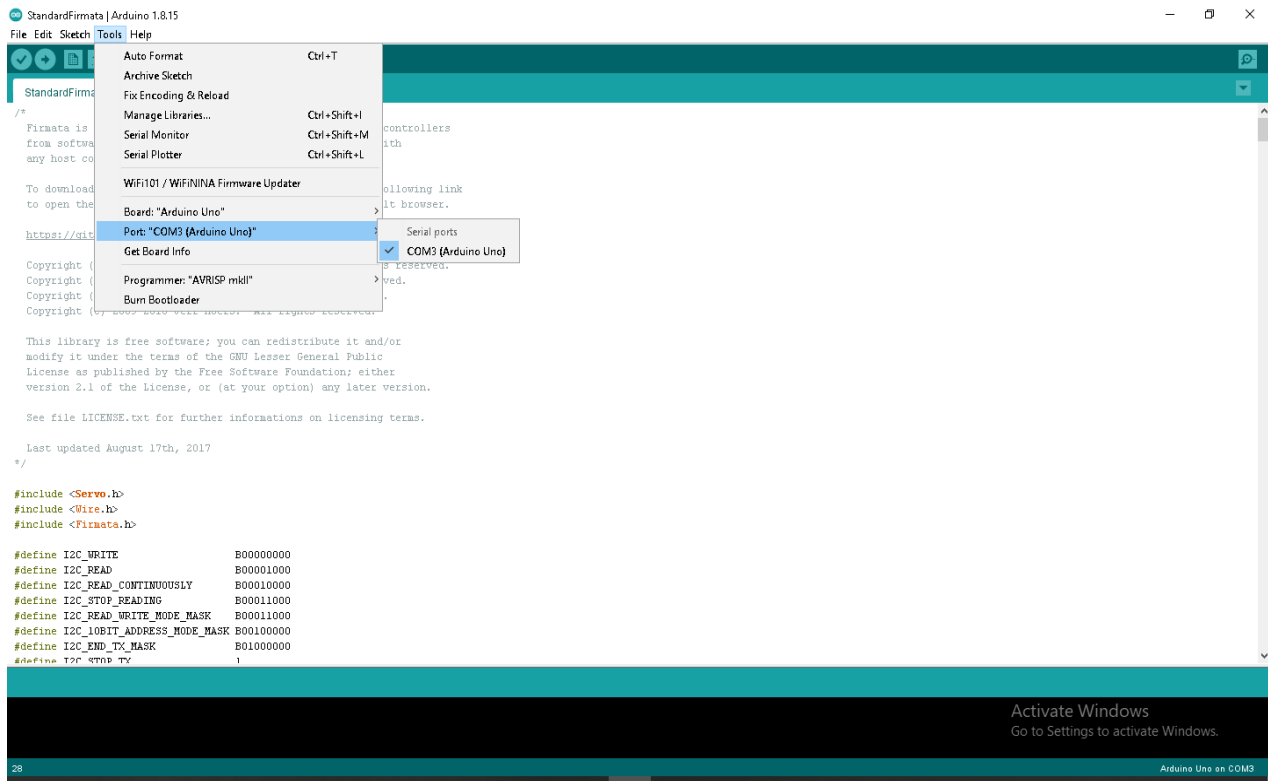 StandardFirmata | Arduino 1.8.15
File Edit Sketch Tools Help
Auto Format Ctrl+T
Archive Sketch
Fix Encoding & Reload
Manage Libraries... Ctrl+Shift+I
Serial Monitor Ctrl+Shift+M
Serial Plotter Ctrl+Shift+L
WiFi101 / WiFiNINA Firmware Updater
Board: "Arduino Uno"
Port: "COM3 (Arduino Uno)"
Get Board Info
Programmer: "AVRISP mkII"
Burn Bootloader
Serial ports
COM3 (Arduino Uno)
StandardFirma
/*
Firmata is controllers
from softwa ith
any host co
To download ollowing link
to open the lt browser.
https://git
Copyright ( s reserved.
Copyright ( ved.
Copyright ( .
Copyright (
This library is free software; you can redistribute it and/or
modify it under the terms of the GNU Lesser General Public
License as published by the Free Software Foundation; either
version 2.1 of the License, or (at your option) any later version.
See file LICENSE.txt for further informations on licensing terms.
Last updated August 17th, 2017
*/
#include <Servo.h>
#include <Wire.h>
#include <Firmata.h>
#define I2C_WRITE B00000000
#define I2C_READ B00001000
#define I2C_READ_CONTINUOUSLY B00010000
#define I2C_STOP_READING B00011000
#define I2C_READ_WRITE_MODE_MASK B00011000
#define I2C_10BIT_ADDRESS_MODE_MASK B00100000
#define I2C_END_TX_MASK B01000000
#define I2C_STOP_TX 1
Activate Windows
Go to Settings to activate Windows.
28
Arduino Uno on COM3